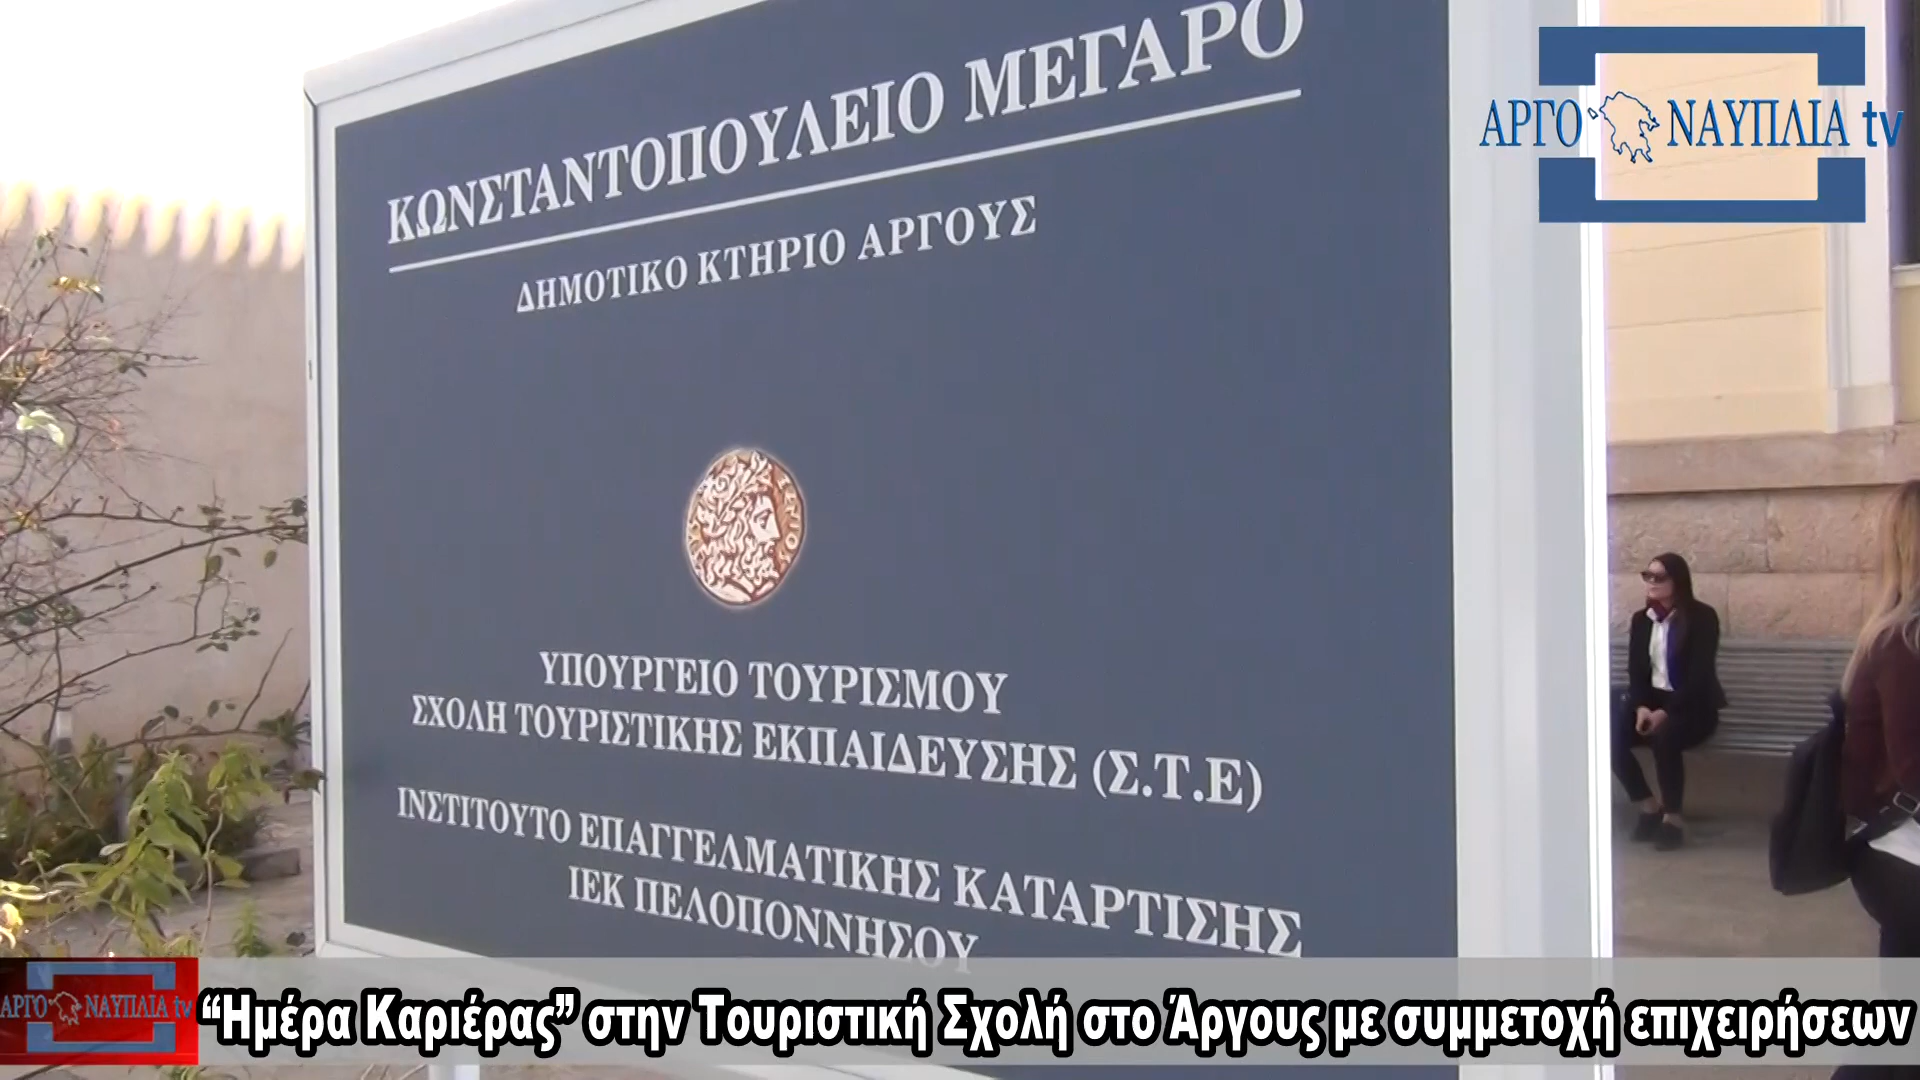 ΚΩΝΣΤΑΝΤΟΠΟΥΛΕΙΟ ΜΕΓΑΡΟ
ΔΗΜΟΤΙΚΟ ΚΤΗΡΙΟ ΑΡΓΟΥΣ
ΥΠΟΥΡΓΕΙΟ ΤΟΥΡΙΣΜΟΥ
ΣΧΟΛΗ ΤΟΥΡΙΣΤΙΚΗΣ ΕΚΠΑΙΔΕΥΣΗΣ (Σ.Τ.Ε)
ΙΝΣΤΙΤΟΥΤΟ ΕΠΑΓΓΕΛΜΑΤΙΚΗΣ ΚΑΤΑΡΤΙΣΗΣ
ΙΕΚ ΠΕΛΟΠΟΝΝΗΣΟΥ
ΑΡΓΟ ΝΑΥΠΛΙΑ tv
ΑΡΓΟ ΝΑΥΠΛΙΑ tv
“Ημέρα Καριέρας” στην Τουριστική Σχολή στο Άργους με συμμετοχή επιχειρήσεων